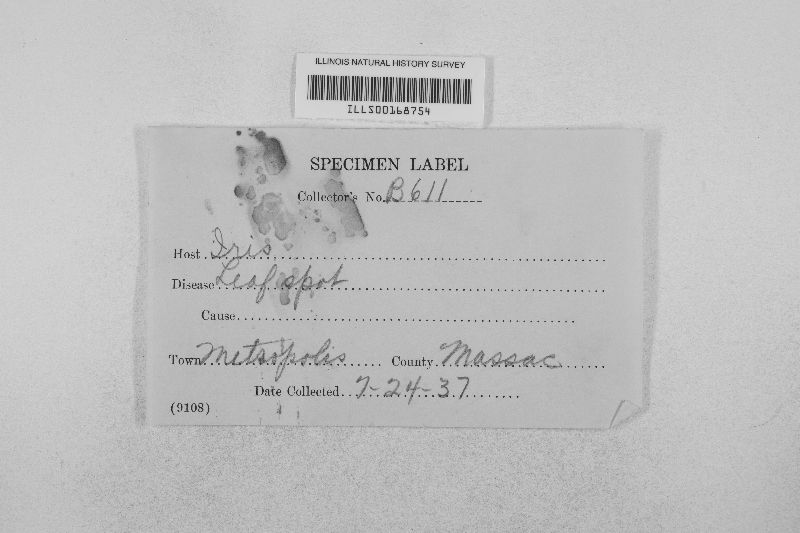 ILLINOIS NATURAL HISTORY SURVEY
ILLS00168754
SPECIMEN LABEL
Collector's No. B611
Host Iris
Disease Leaf spot
Cause
Town Metropolis County Massac
Date Collected 7-24-37
(9108)